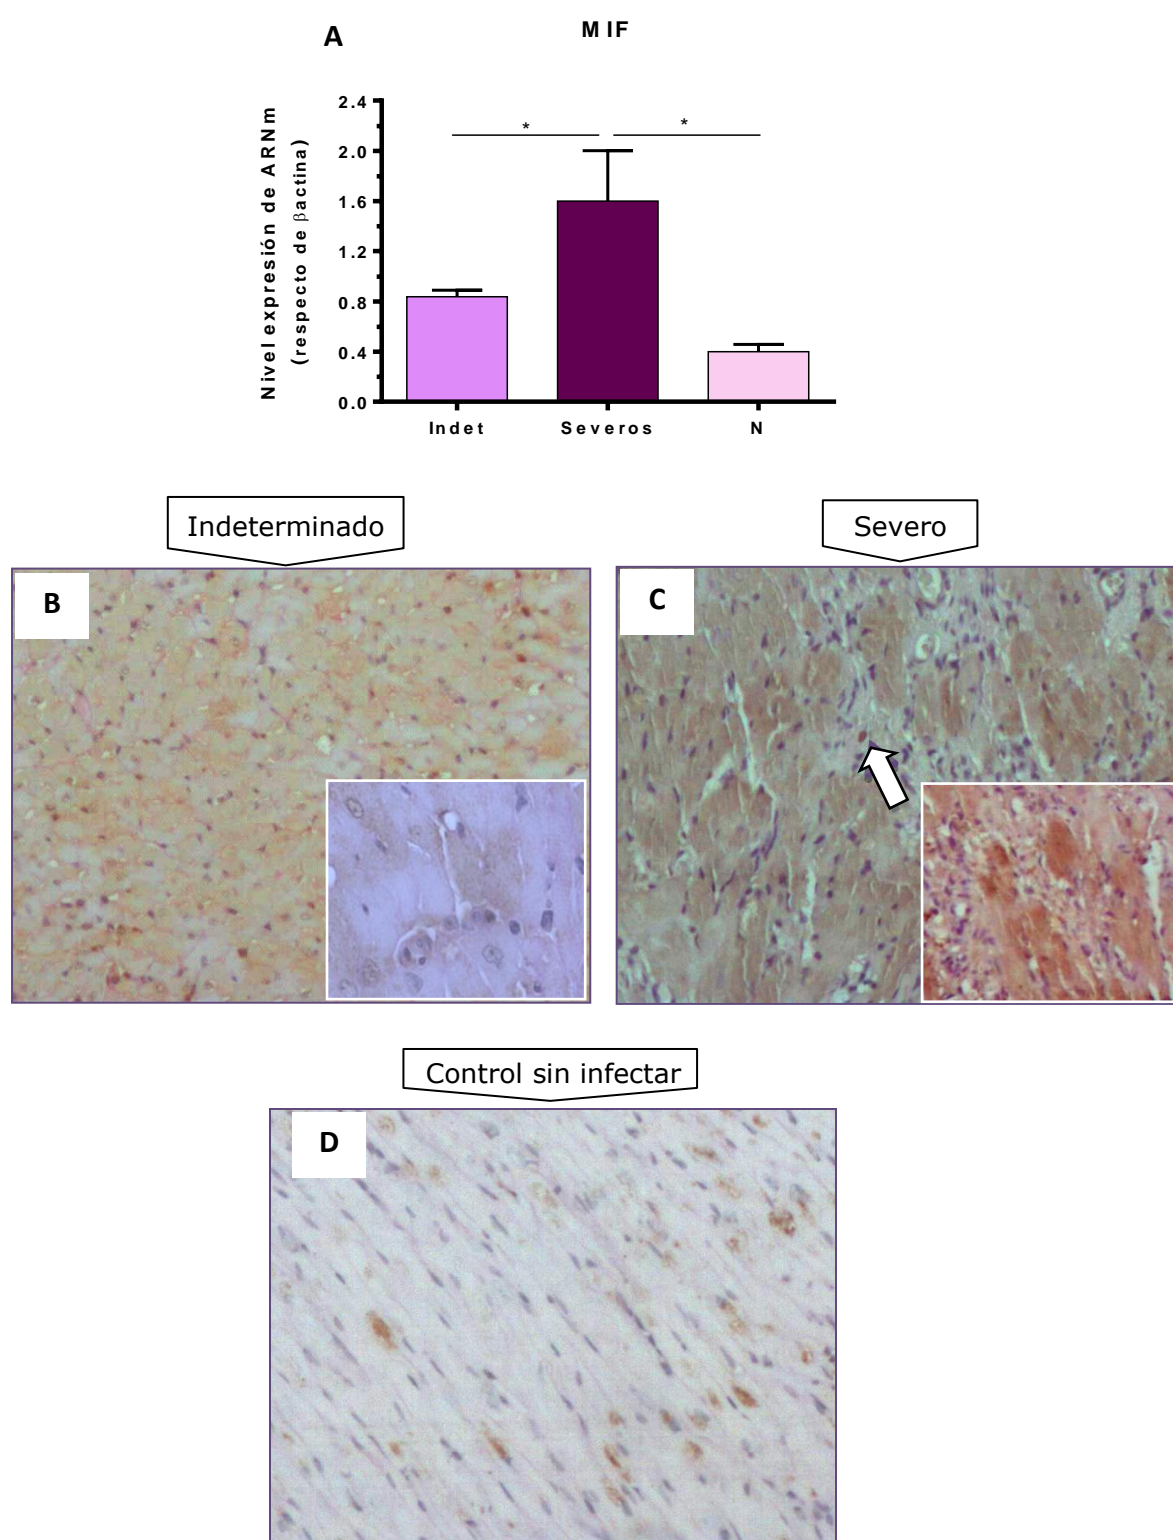 A
MIF
Nivel expresión de ARNm
(respecto de βactina)
2.4
2.0
1.6
1.2
0.8
0.4
0.0
*
*
Indet
Severos
N
Indeterminado
Severo
B
C
Control sin infectar
D